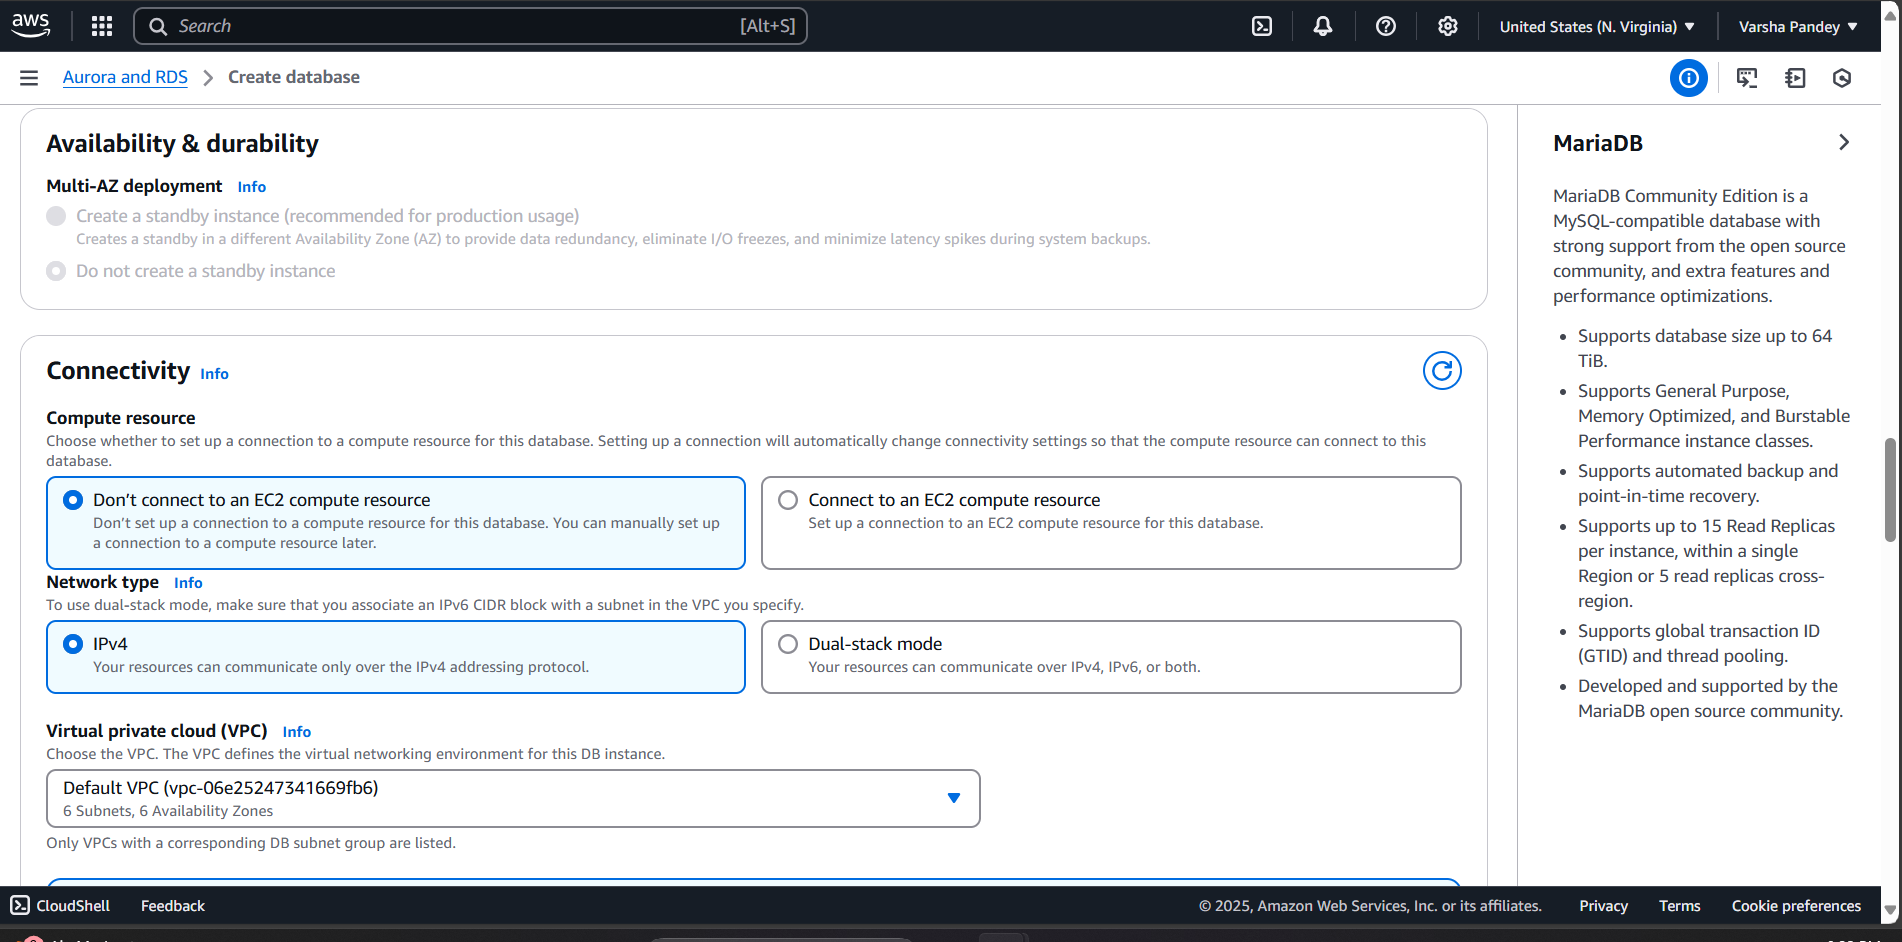 aws
Search [Alt+S]
United States (N. Virginia)
Varsha Pandey
Aurora and RDS
Create database
Availability & durability
Multi-AZ deployment Info
Create a standby instance (recommended for production usage)
Creates a standby in a different Availability Zone (AZ) to provide data redundancy, eliminate I/O freezes, and minimize latency spikes during system backups.
Do not create a standby instance
Connectivity Info
Compute resource
Choose whether to set up a connection to a compute resource for this database. Setting up a connection will automatically change connectivity settings so that the compute resource can connect to this
database.
Don’t connect to an EC2 compute resource
Don’t set up a connection to a compute resource for this database. You can manually set up
a connection to a compute resource later.
Connect to an EC2 compute resource
Set up a connection to an EC2 compute resource for this database.
Network type Info
To use dual-stack mode, make sure that you associate an IPv6 CIDR block with a subnet in the VPC you specify.
IPv4
Your resources can communicate only over the IPv4 addressing protocol.
Dual-stack mode
Your resources can communicate over IPv4, IPv6, or both.
Virtual private cloud (VPC) Info
Choose the VPC. The VPC defines the virtual networking environment for this DB instance.
Default VPC (vpc-06e25247341669fb6)
6 Subnets, 6 Availability Zones
Only VPCs with a corresponding DB subnet group are listed.
MariaDB
MariaDB Community Edition is a
MySQL-compatible database with
strong support from the open source
community, and extra features and
performance optimizations.
Supports database size up to 64
TiB.
Supports General Purpose,
Memory Optimized, and Burstable
Performance instance classes.
Supports automated backup and
point-in-time recovery.
Supports up to 15 Read Replicas
per instance, within a single
Region or 5 read replicas cross-
region.
Supports global transaction ID
(GTID) and thread pooling.
Developed and supported by the
MariaDB open source community.
CloudShell
Feedback
© 2025, Amazon Web Services, Inc. or its affiliates.
Privacy
Terms
Cookie preferences